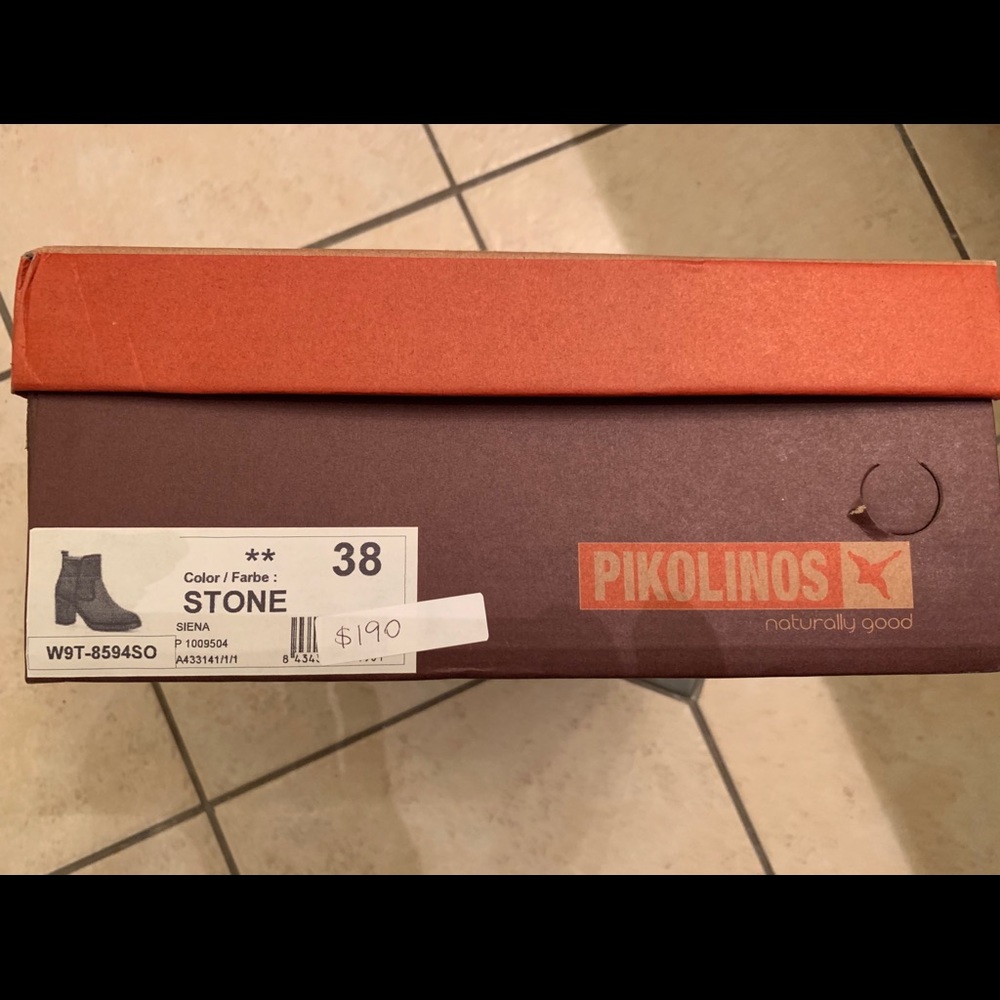 **
38
Color / Farbe :
STONE
SIENA
P 1009504
W9T-8594SO
A433141/1/1
$190
PIKOLINOS
naturally good